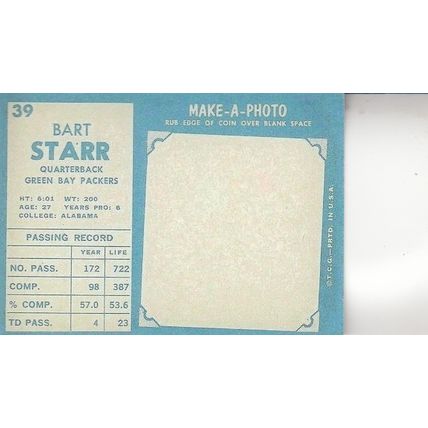 39
BART
STARR
QUARTERBACK
GREEN BAY PACKERS
HT: 6:01 WT: 200
AGE: 27 YEARS PRO: 6
COLLEGE: ALABAMA
PASSING RECORD
YEAR LIFE
NO. PASS. 172 722
COMP. 98 387
% COMP. 57.0 53.6
TD PASS. 4 23
MAKE-A-PHOTO
RUB EDGE OF COIN OVER BLANK SPACE
©T.C.G.—PRTD. IN U.S.A.